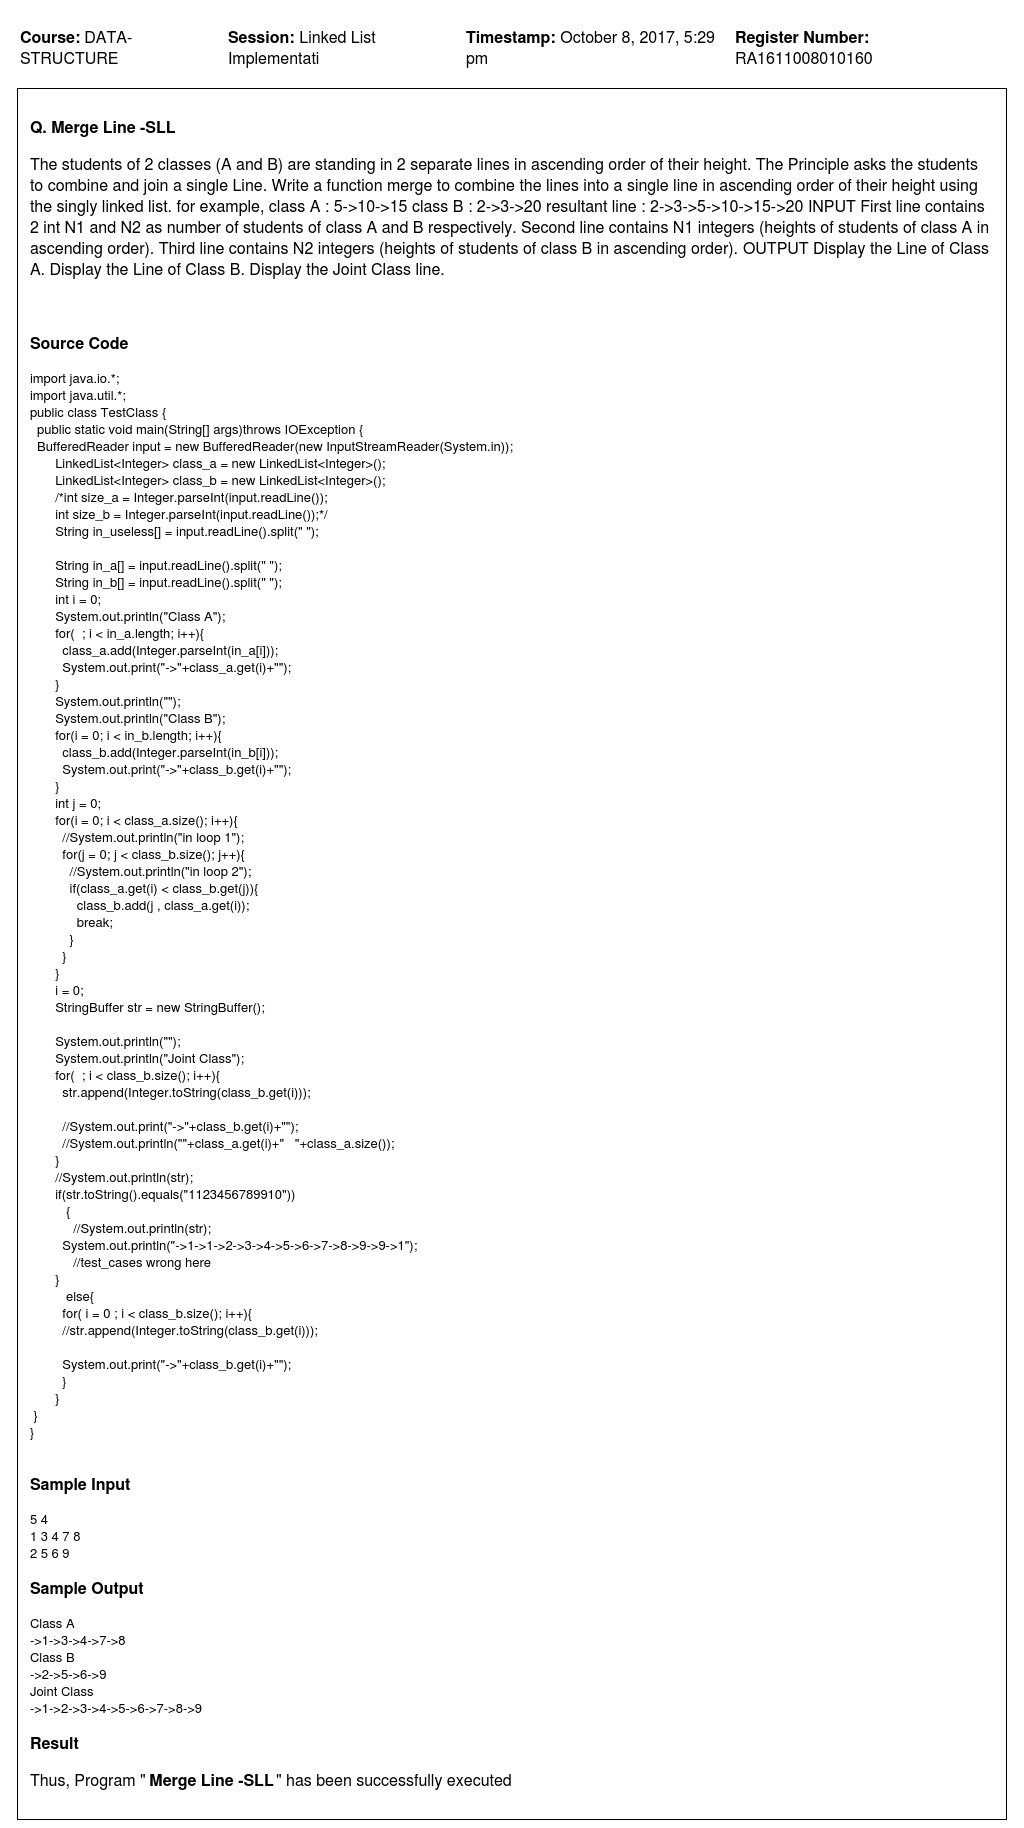 Course: DATA-STRUCTURE
Session: Linked List Implementati
Timestamp: October 8, 2017, 5:29 pm
Register Number: RA1611008010160
Q. Merge Line -SLL
The students of 2 classes (A and B) are standing in 2 separate lines in ascending order of their height. The Principle asks the students
to combine and join a single Line. Write a function merge to combine the lines into a single line in ascending order of their height using
the singly linked list. for example, class A : 5->10->15 class B : 2->3->20 resultant line : 2->3->5->10->15->20 INPUT First line contains
2 int N1 and N2 as number of students of class A and B respectively. Second line contains N1 integers (heights of students of class A in
ascending order). Third line contains N2 integers (heights of students of class B in ascending order). OUTPUT Display the Line of Class
A. Display the Line of Class B. Display the Joint Class line.
Source Code
import java.io.*;
import java.util.*;
public class TestClass {
  public static void main(String[] args)throws IOException {
  BufferedReader input = new BufferedReader(new InputStreamReader(System.in));
       LinkedList<Integer> class_a = new LinkedList<Integer>();
       LinkedList<Integer> class_b = new LinkedList<Integer>();
       /*int size_a = Integer.parseInt(input.readLine());
       int size_b = Integer.parseInt(input.readLine());*/
       String in_useless[] = input.readLine().split(" ");

       String in_a[] = input.readLine().split(" ");
       String in_b[] = input.readLine().split(" ");
       int i = 0;
       System.out.println("Class A");
       for(  ; i < in_a.length; i++){
         class_a.add(Integer.parseInt(in_a[i]));
         System.out.print("->"+class_a.get(i)+"");
       }
       System.out.println("");
       System.out.println("Class B");
       for(i = 0; i < in_b.length; i++){
         class_b.add(Integer.parseInt(in_b[i]));
         System.out.print("->"+class_b.get(i)+"");
       }
       int j = 0;
       for(i = 0; i < class_a.size(); i++){
         //System.out.println("in loop 1");
         for(j = 0; j < class_b.size(); j++){
           //System.out.println("in loop 2");
           if(class_a.get(i) < class_b.get(j)){
             class_b.add(j , class_a.get(i));
             break;
           }
         }
       }
       i = 0;
       StringBuffer str = new StringBuffer();

       System.out.println("");
       System.out.println("Joint Class");
       for(  ; i < class_b.size(); i++){
         str.append(Integer.toString(class_b.get(i)));

         //System.out.print("->"+class_b.get(i)+"");
         //System.out.println(""+class_a.get(i)+"   "+class_a.size());
       }
       //System.out.println(str);
       if(str.toString().equals("1123456789910"))
          {
            //System.out.println(str);
         System.out.println("->1->1->2->3->4->5->6->7->8->9->9->1");
            //test_cases wrong here
       }
          else{
         for( i = 0 ; i < class_b.size(); i++){
         //str.append(Integer.toString(class_b.get(i)));

         System.out.print("->"+class_b.get(i)+"");
         }
       }
 }
}
Sample Input
5 4
1 3 4 7 8
2 5 6 9
Sample Output
Class A
->1->3->4->7->8
Class B
->2->5->6->9
Joint Class
->1->2->3->4->5->6->7->8->9
Result
Thus, Program " Merge Line -SLL " has been successfully executed